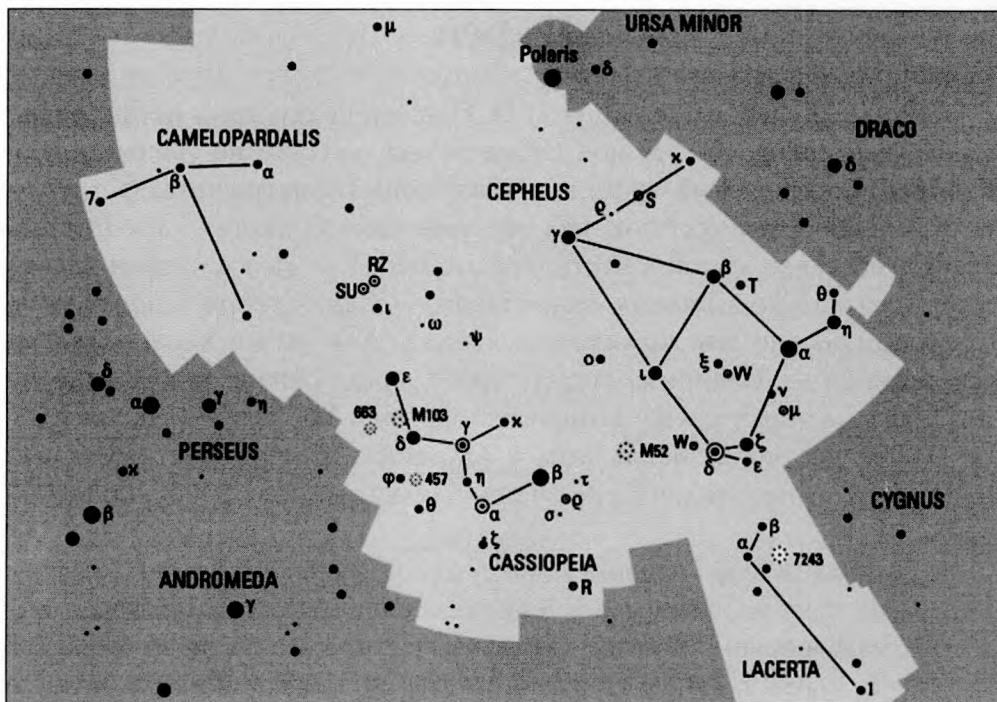 μ
URSA MINOR
Polaris
δ
CAMELOPARDALIS
β
α
7
DRACO
δ
CEPHEUS
ϰ
S
ϱ
γ
β
T
θ
η
RZ
SU
ι
ω
ψ
ο
ι
ξ
W
α
ν
μ
ε
δ
α
γ
η
PERSEUS
663
M103
γ
ϰ
δ
M52
W
ζ
δ
ε
ϰ
β
φ
457
η
β
τ
ϱ
σ
θ
α
ζ
CASSIOPEIA
R
CYGNUS
ANDROMEDA
γ
β
α
7243
LACERTA
1